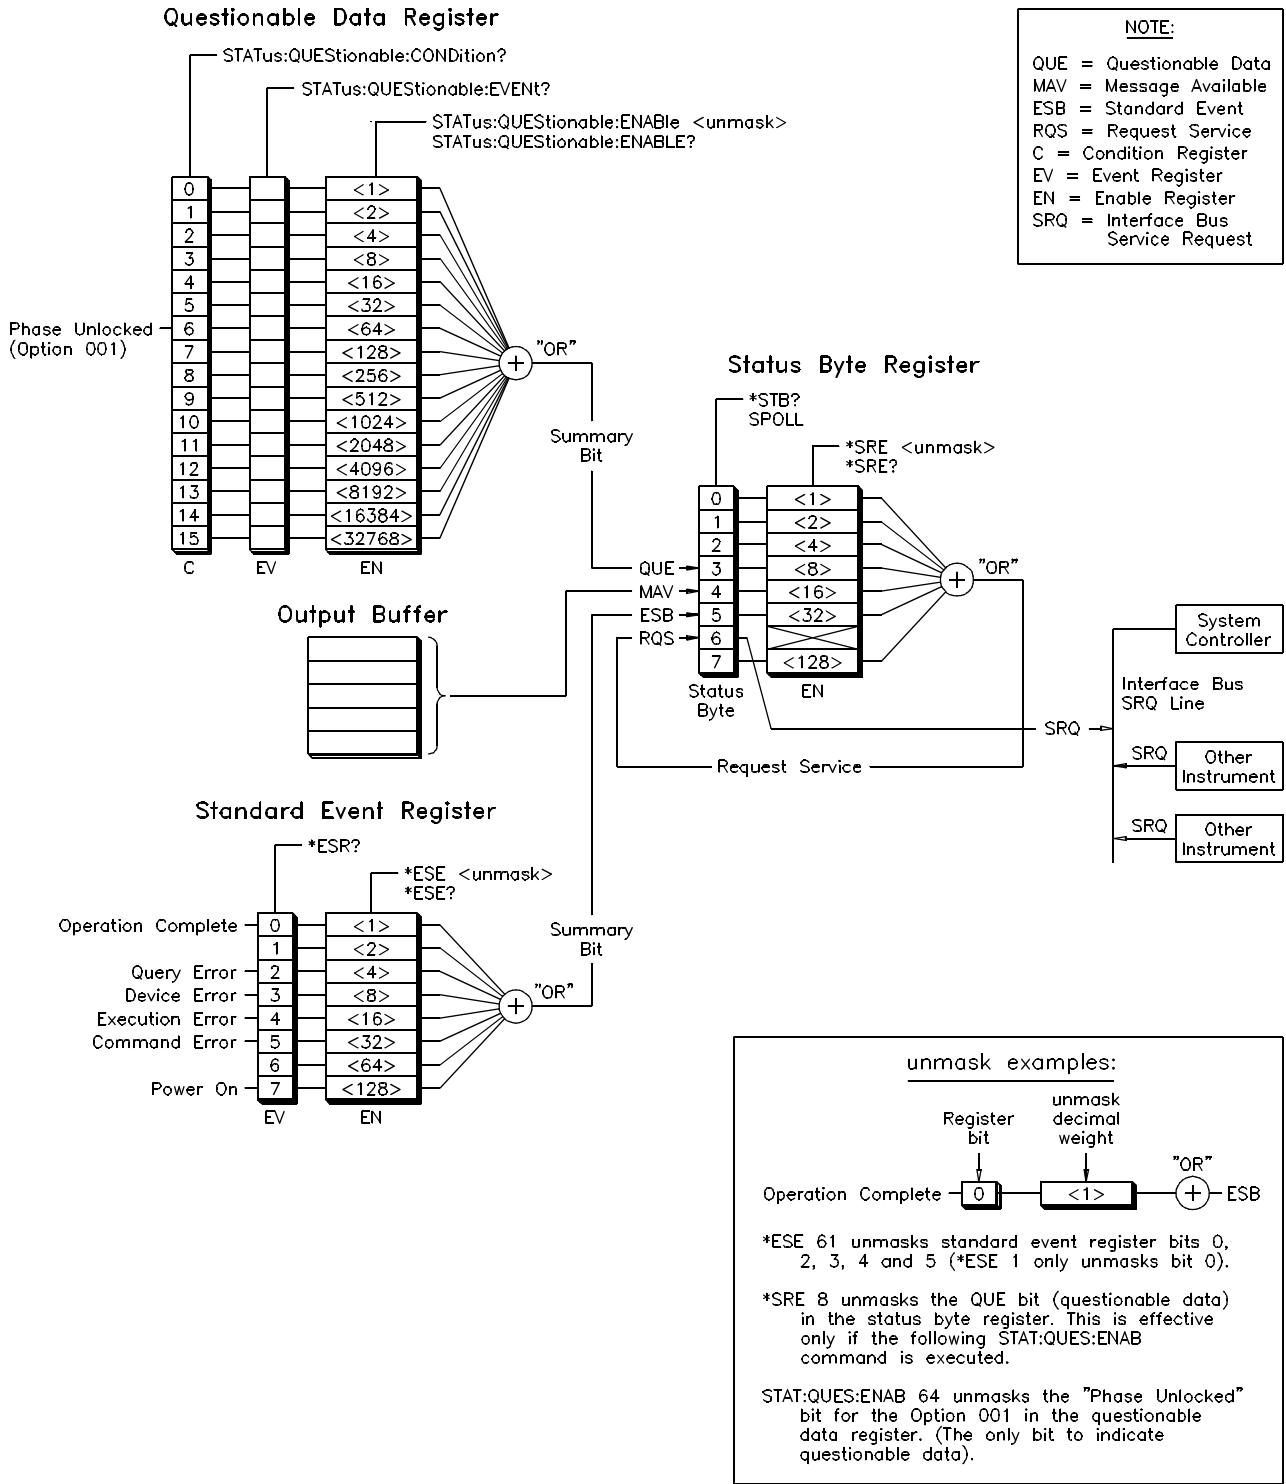 Questionable Data Register
STATus:QUEStionable:CONDition?
STATus:QUEStionable:EVENt?
STATus:QUEStionable:ENABle <unmask>
STATus:QUEStionable:ENABLE?
0 <1>
1 <2>
2 <4>
3 <8>
4 <16>
5 <32>
Phase Unlocked
(Option 001)
6 <64>
7 <128>
8 <256>
9 <512>
10 <1024>
11 <2048>
12 <4096>
13 <8192>
14 <16384>
15 <32768>
C EV EN
"OR"
Summary
Bit
NOTE:
QUE = Questionable Data
MAV = Message Available
ESB = Standard Event
RQS = Request Service
C = Condition Register
EV = Event Register
EN = Enable Register
SRQ = Interface Bus
Service Request
Status Byte Register
*STB?
SPOLL
*SRE <unmask>
*SRE?
0 <1>
1 <2>
2 <4>
QUE 3 <8>
MAV 4 <16>
ESB 5 <32>
RQS 6
7 <128>
Status
Byte
EN
"OR"
Request Service
SRQ
System
Controller
Interface Bus
SRQ Line
SRQ
Other
Instrument
SRQ
Other
Instrument
Output Buffer
Standard Event Register
*ESR?
*ESE <unmask>
*ESE?
Operation Complete 0 <1>
1 <2>
Query Error 2 <4>
Device Error 3 <8>
Execution Error 4 <16>
Command Error 5 <32>
6 <64>
Power On 7 <128>
EV EN
"OR"
Summary
Bit
unmask examples:
Register
bit
unmask
decimal
weight
"OR"
Operation Complete 0 <1> ESB
*ESE 61 unmasks standard event register bits 0,
2, 3, 4 and 5 (*ESE 1 only unmasks bit 0).
*SRE 8 unmasks the QUE bit (questionable data)
in the status byte register. This is effective
only if the following STAT:QUES:ENAB
command is executed.
STAT:QUES:ENAB 64 unmasks the "Phase Unlocked"
bit for the Option 001 in the questionable
data register. (The only bit to indicate
questionable data).